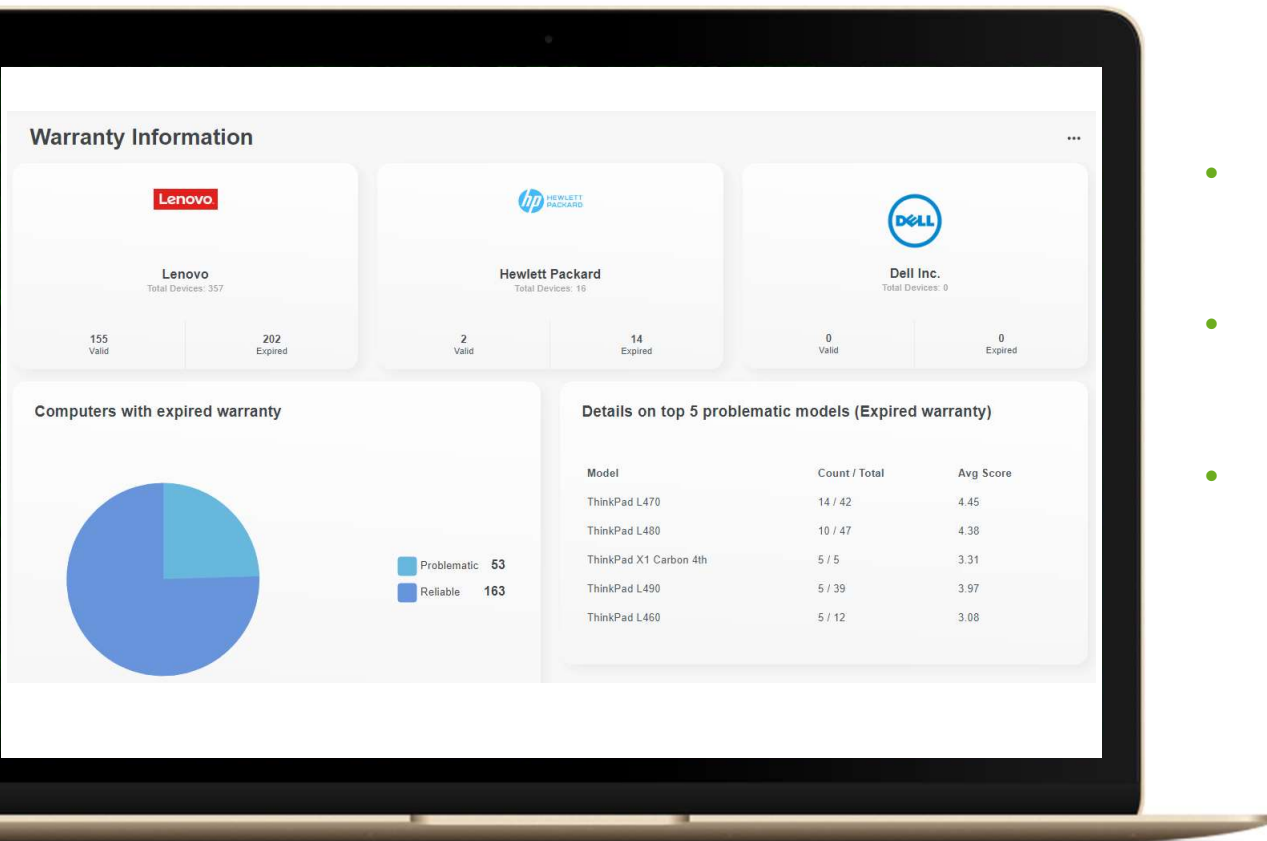 Warranty Information
Lenovo.
hp HEWLETT
PACKARD
DELL
Lenovo
Total Devices: 357
155
Valid
202
Expired
Hewlett Packard
Total Devices: 16
2
Valid
14
Expired
Dell Inc.
Total Devices: 0
0
Valid
0
Expired
Computers with expired warranty
Problematic 53
Reliable 163
Details on top 5 problematic models (Expired warranty)
Model Count / Total Avg Score
ThinkPad L470 14 / 42 4.45
ThinkPad L480 10 / 47 4.38
ThinkPad X1 Carbon 4th 5 / 5 3.31
ThinkPad L490 5 / 39 3.97
ThinkPad L460 5 / 12 3.08